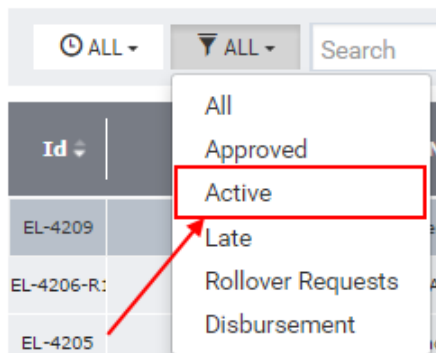 ALL ALL Search
All
Id
Approved
Active
EL-4209
Late
EL-4206-R
Rollover Requests
Disbursement
EL-4205